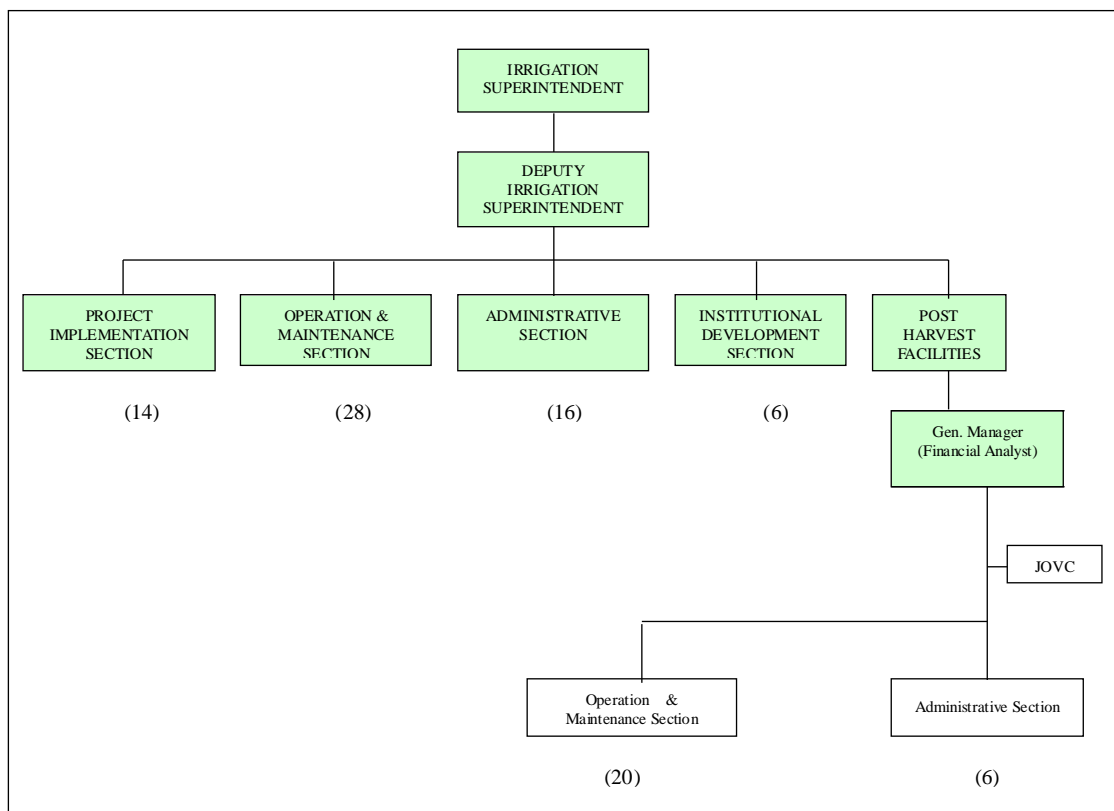 IRRIGATION
SUPERINTENDENT
DEPUTY
IRRIGATION
SUPERINTENDENT
PROJECT
IMPLEMENTATION
SECTION
OPERATION &
MAINTENANCE
SECTION
ADMINISTRATIVE
SECTION
INSTITUTIONAL
DEVELOPMENT
SECTION
POST
HARVEST
FACILITIES
(14)
(28)
(16)
(6)
Gen. Manager
(Financial Analyst)
JOVC
Operation &
Maintenance Section
Administrative Section
(20)
(6)